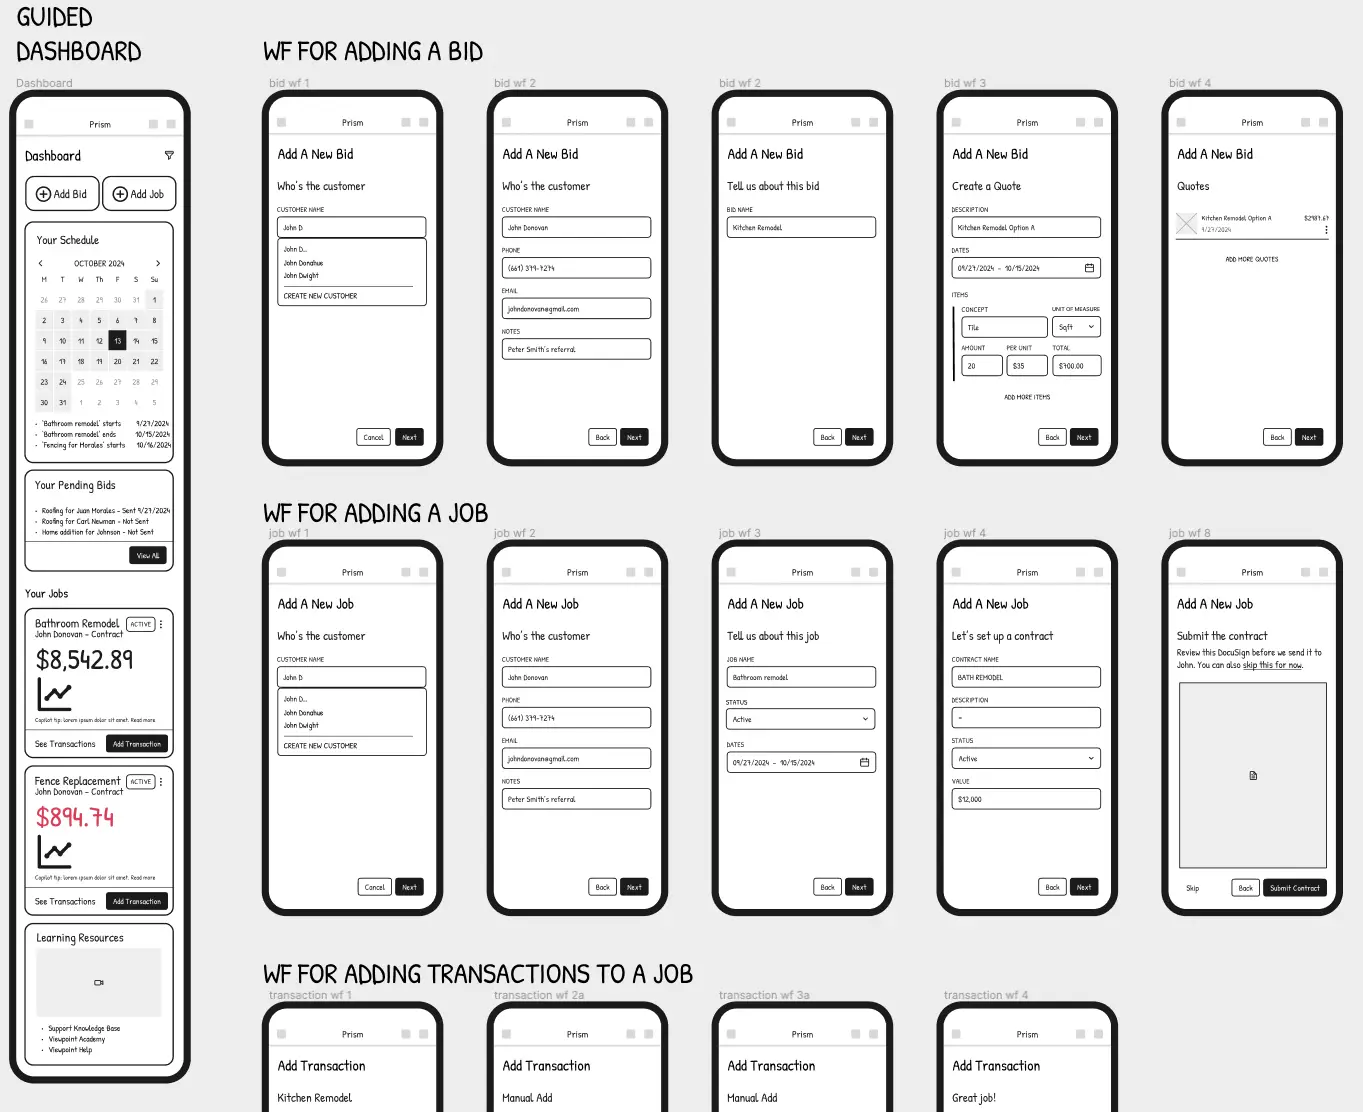 GUIDED
DASHBOARD
Dashboard
Prism
Dashboard
Add Bid
Add Job
Your Schedule
OCTOBER 2024
M T W Th F S Su
26 27 28 29 30 31 1
2 3 4 5 6 7 8
9 10 11 12 13 14 15
16 17 18 19 20 21 22
23 24 25 26 27 28 29
30 31 1 2 3 4 5
• 'Bathroom remodel' starts 9/27/2024
• 'Bathroom remodel' ends 10/15/2024
• 'Fencing for Morales' starts 10/16/2024
Your Pending Bids
• Roofing for Juan Morales - Sent 9/27/2024
• Roofing for Carl Newman - Not Sent
• Home addition for Johnson - Not Sent
View All
Your Jobs
Bathroom Remodel ACTIVE
John Donovan - Contract
$8,542.89
Copilot tip: lorem ipsum dolor sit amet. Read more
See Transactions Add Transaction
Fence Replacement ACTIVE
John Donovan - Contract
$894.74
Copilot tip: lorem ipsum dolor sit amet. Read more
See Transactions Add Transaction
Learning Resources
• Support Knowledge Base
• Viewpoint Academy
• Viewpoint Help
WF FOR ADDING A BID
bid wf 1
Prism
Add A New Bid
Who's the customer
CUSTOMER NAME
John D
John D...
John Donahue
John Dwight
CREATE NEW CUSTOMER
Cancel Next
bid wf 2
Prism
Add A New Bid
Who's the customer
CUSTOMER NAME
John Donovan
PHONE
(661) 379-7274
EMAIL
johndonovan@gmail.com
NOTES
Peter Smith's referral
Back Next
bid wf 2
Prism
Add A New Bid
Tell us about this bid
BID NAME
Kitchen Remodel
Back Next
bid wf 3
Prism
Add A New Bid
Create a Quote
DESCRIPTION
Kitchen Remodel Option A
DATES
09/27/2024 - 10/15/2024
ITEMS
CONCEPT UNIT OF MEASURE
Tile Sqft
AMOUNT PER UNIT TOTAL
20 $35 $700.00
ADD MORE ITEMS
Back Next
bid wf 4
Prism
Add A New Bid
Quotes
Kitchen Remodel Option A $2987.67
9/27/2024
ADD MORE QUOTES
Back Next
WF FOR ADDING A JOB
job wf 1
Prism
Add A New Job
Who's the customer
CUSTOMER NAME
John D
John D...
John Donahue
John Dwight
CREATE NEW CUSTOMER
Cancel Next
job wf 2
Prism
Add A New Job
Who's the customer
CUSTOMER NAME
John Donovan
PHONE
(661) 379-7274
EMAIL
johndonovan@gmail.com
NOTES
Peter Smith's referral
Back Next
job wf 3
Prism
Add A New Job
Tell us about this job
JOB NAME
Bathroom remodel
STATUS
Active
DATES
09/27/2024 - 10/15/2024
Back Next
job wf 4
Prism
Add A New Job
Let's set up a contract
CONTRACT NAME
BATH REMODEL
DESCRIPTION
-
STATUS
Active
VALUE
$12,000
Back Next
job wf 8
Prism
Add A New Job
Submit the contract
Review this DocuSign before we send it to
John. You can also skip this for now.
Skip Back Submit Contract
WF FOR ADDING TRANSACTIONS TO A JOB
transaction wf 1
Prism
Add Transaction
Kitchen Remodel
transaction wf 2a
Prism
Add Transaction
Manual Add
transaction wf 3a
Prism
Add Transaction
Manual Add
transaction wf 4
Prism
Add Transaction
Great job!